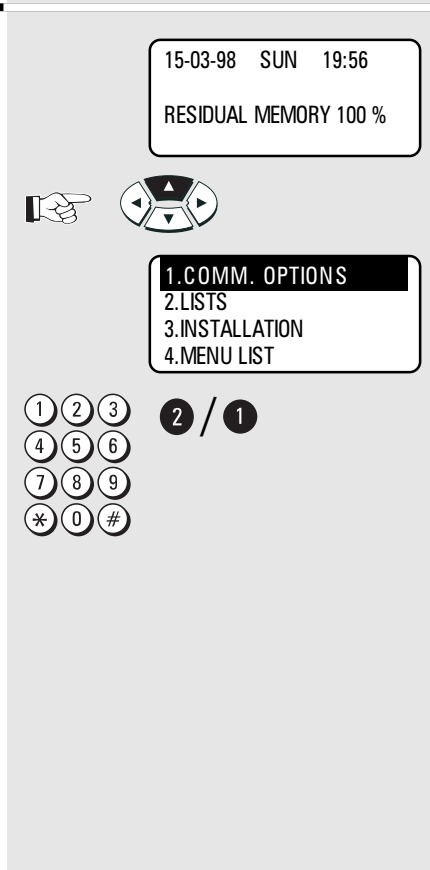 15-03-98 SUN 19:56
RESIDUAL MEMORY 100 %
1.COMM. OPTIONS
2.LISTS
3.INSTALLATION
4.MENU LIST
1 2 3 2 / 1
4 5 6
7 8 9
* 0 #